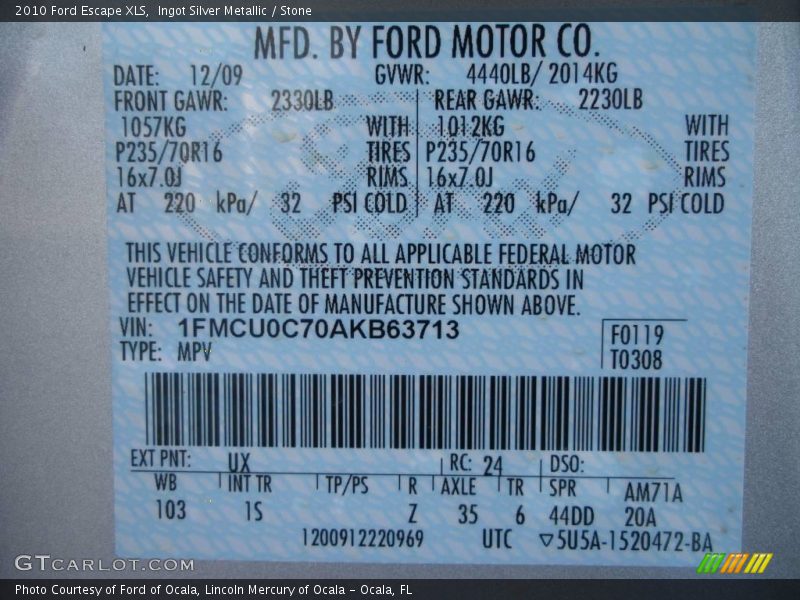 2010 Ford Escape XLS,  Ingot Silver Metallic / Stone
MFD. BY FORD MOTOR CO.
DATE: 12/09 GVWR: 4440LB/ 2014KG
FRONT GAWR: 2330LB REAR GAWR: 2230LB
1057KG WITH 1012KG WITH
P235/70R16 TIRES P235/70R16 TIRES
16x7.0J RIMS 16x7.0J RIMS
AT 220 kPa/ 32 PSI COLD AT 220 kPa/ 32 PSI COLD
THIS VEHICLE CONFORMS TO ALL APPLICABLE FEDERAL MOTOR
VEHICLE SAFETY AND THEFT PREVENTION STANDARDS IN
EFFECT ON THE DATE OF MANUFACTURE SHOWN ABOVE.
VIN: 1FMCU0C70AKB63713 F0119
TYPE: MPV T0308
EXT PNT: UX RC: 24 DSO:
WB INT TR TP/PS R AXLE TR SPR AM71A
103 1S Z 35 6 44DD 20A
1200912220969 UTC ▽5U5A-1520472-BA
GTCARLOT.COM
Photo Courtesy of Ford of Ocala, Lincoln Mercury of Ocala - Ocala, FL